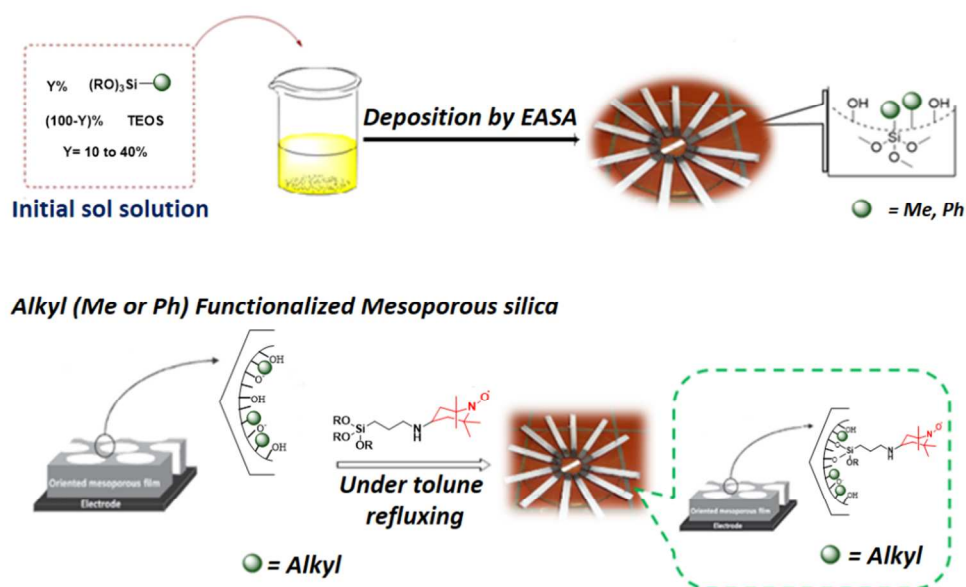 Y% (RO)₃Si
(100-Y)% TEOS
Y= 10 to 40%
Initial sol solution
Deposition by EASA
OH
OH
Si
O
O
O
= Me, Ph
Alkyl (Me or Ph) Functionalized Mesoporous silica
OH
O⁻
OH
O⁻
OH
Oriented mesoporous film
Electrode
= Alkyl
RO
RO
Si
OR
N
H
N
O·
Under tolune
refluxing
Oriented mesoporous film
Electrode
OH
O
Si
O
OR
O
OH
N
H
N
O·
= Alkyl